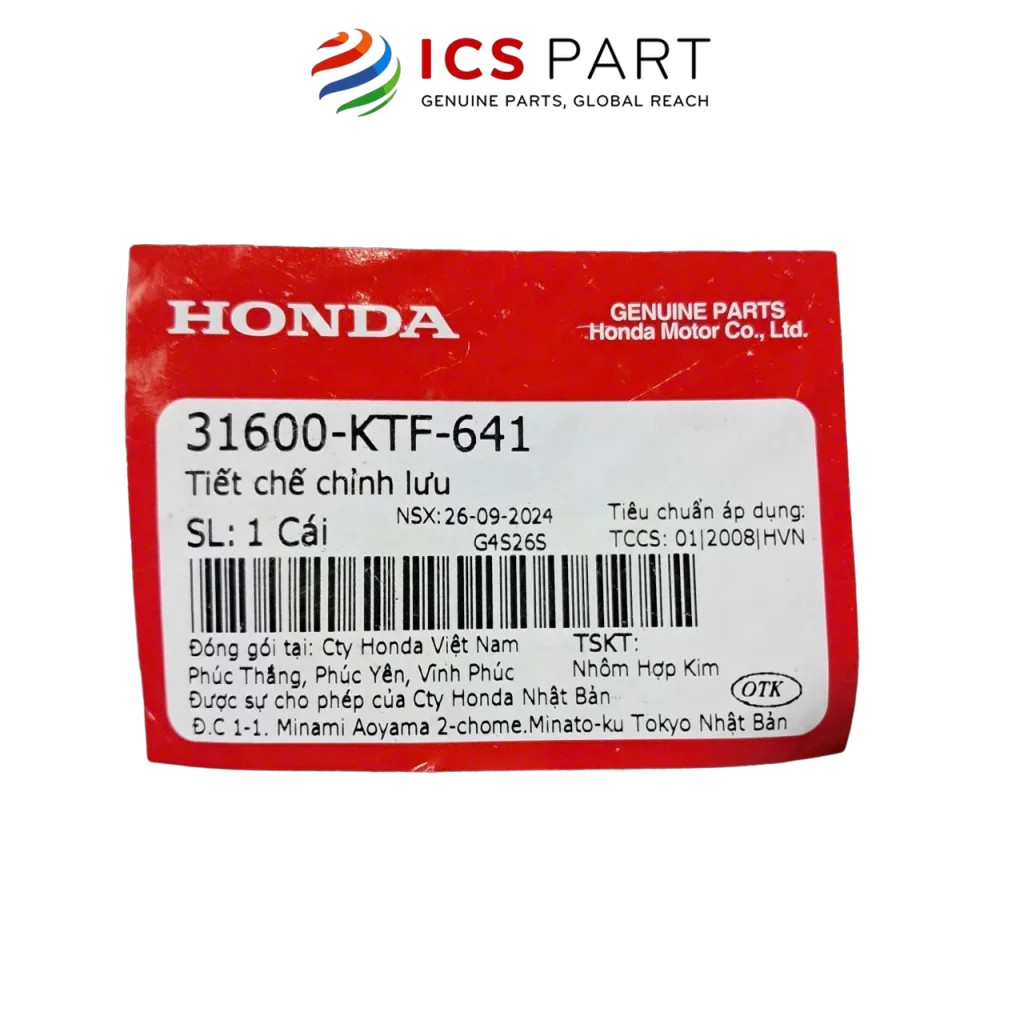 ICS PART
GENUINE PARTS, GLOBAL REACH
HONDA
GENUINE PARTS
Honda Motor Co., Ltd.
31600-KTF-641
Tiết chế chỉnh lưu
SL: 1 Cái
NSX: 26-09-2024
G4S26S
Tiêu chuẩn áp dụng:
TCCS: 01|2008|HVN
Đóng gói tại: Cty Honda Việt Nam
Phúc Thắng, Phúc Yên, Vĩnh Phúc
TSKT:
Nhôm Hợp Kim
Được sự cho phép của Cty Honda Nhật Bản
Đ.C 1-1. Minami Aoyama 2-chome.Minato-ku Tokyo Nhật Bản
OTK